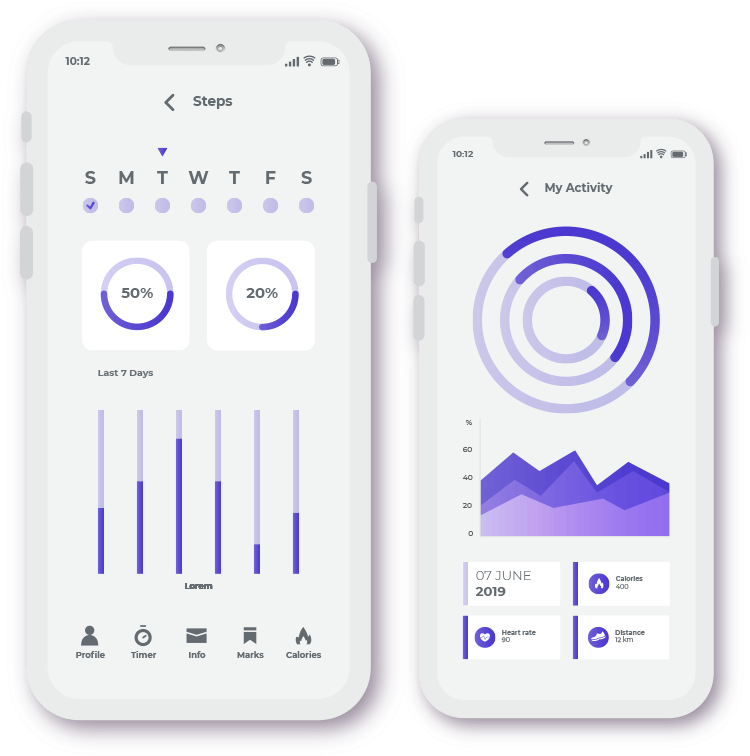 10:12
Steps
S M T W T F S
50% 20%
Last 7 Days
Lorem
Profile Timer Info Marks Calories
10:12
My Activity
%
60
40
20
0
07 JUNE
2019
Calories
400
Heart rate
90
Distance
12 km